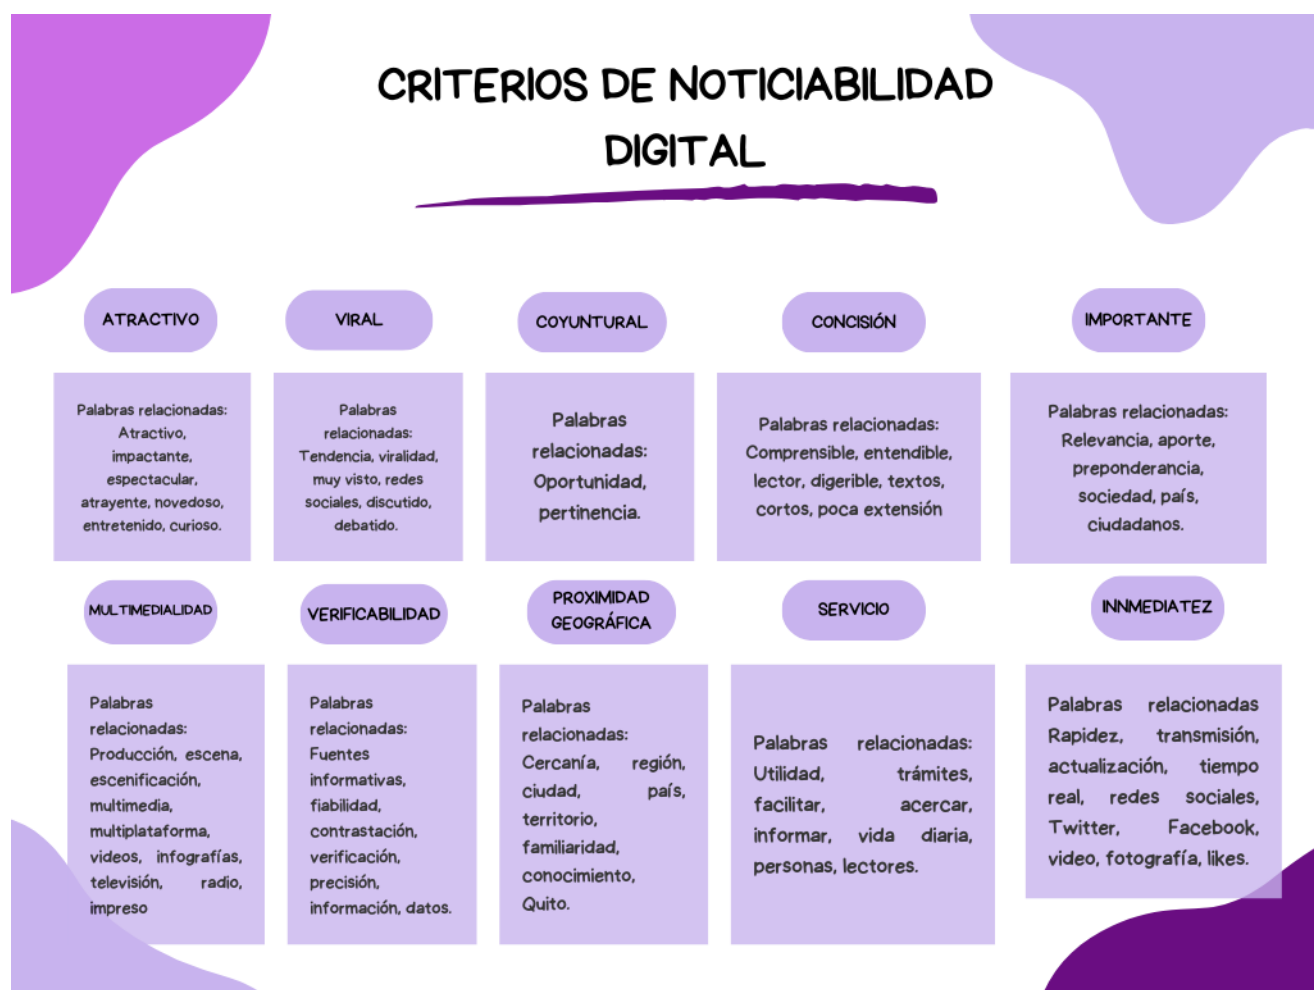 CRITERIOS DE NOTICIABILIDAD
DIGITAL
ATRACTIVO
Palabras relacionadas:
Atractivo,
impactante,
espectacular,
atrayente, novedoso,
entretenido, curioso.
VIRAL
Palabras
relacionadas:
Tendencia, viralidad,
muy visto, redes
sociales, discutido,
debatido.
COYUNTURAL
Palabras
relacionadas:
Oportunidad,
pertinencia.
CONCISIÓN
Palabras relacionadas:
Comprensible, entendible,
lector, digerible, textos,
cortos, poca extensión
IMPORTANTE
Palabras relacionadas:
Relevancia, aporte,
preponderancia,
sociedad, país,
ciudadanos.
MULTIMEDIALIDAD
Palabras
relacionadas:
Producción, escena,
escenificación,
multimedia,
multiplataforma,
videos, infografías,
televisión, radio,
impreso
VERIFICABILIDAD
Palabras
relacionadas:
Fuentes
informativas,
fiabilidad,
contrastación,
verificación,
precisión,
información, datos.
PROXIMIDAD
GEOGRÁFICA
Palabras
relacionadas:
Cercanía, región,
ciudad, país,
territorio,
familiaridad,
conocimiento,
Quito.
SERVICIO
Palabras relacionadas:
Utilidad, trámites,
facilitar, acercar,
informar, vida diaria,
personas, lectores.
INNMEDIATEZ
Palabras relacionadas
Rapidez, transmisión,
actualización, tiempo
real, redes sociales,
Twitter, Facebook,
video, fotografía, likes.